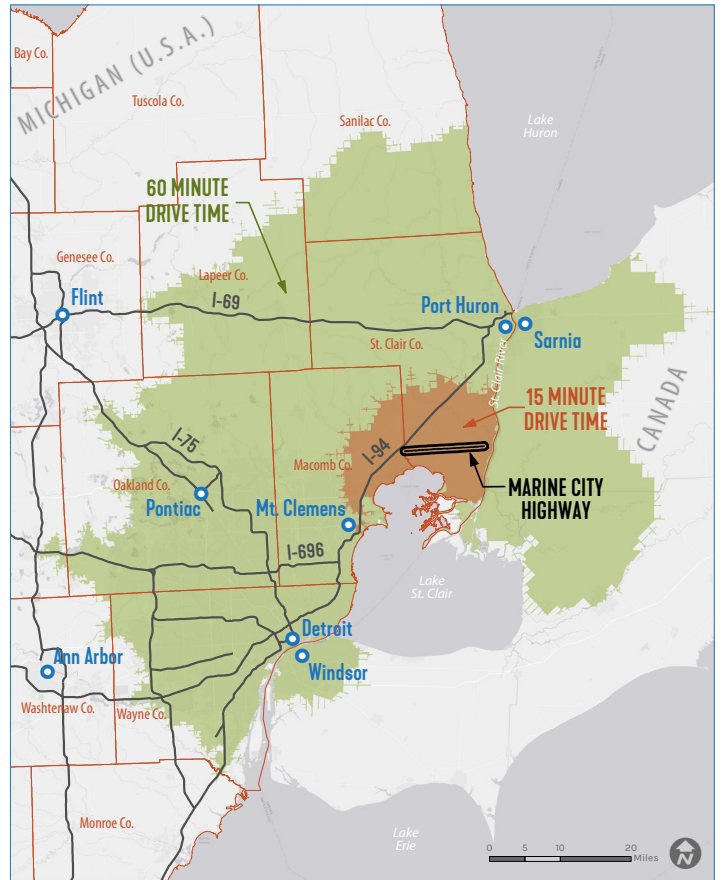 MICHIGAN (U.S.A.)
Bay Co.
Tuscola Co.
Sanilac Co.
Lake
Huron
60 MINUTE
DRIVE TIME
Genesee Co.
Lapeer Co.
Flint
I-69
Port Huron
Sarnia
St. Clair Co.
St. Clair River
CANADA
15 MINUTE
DRIVE TIME
I-75
I-94
Macomb Co.
Oakland Co.
Pontiac
Mt. Clemens
MARINE CITY
HIGHWAY
I-696
Lake
St. Clair
Detroit
Ann Arbor
Windsor
Washtenaw Co.
Wayne Co.
Monroe Co.
Lake
Erie
0 5 10 20
Miles
N